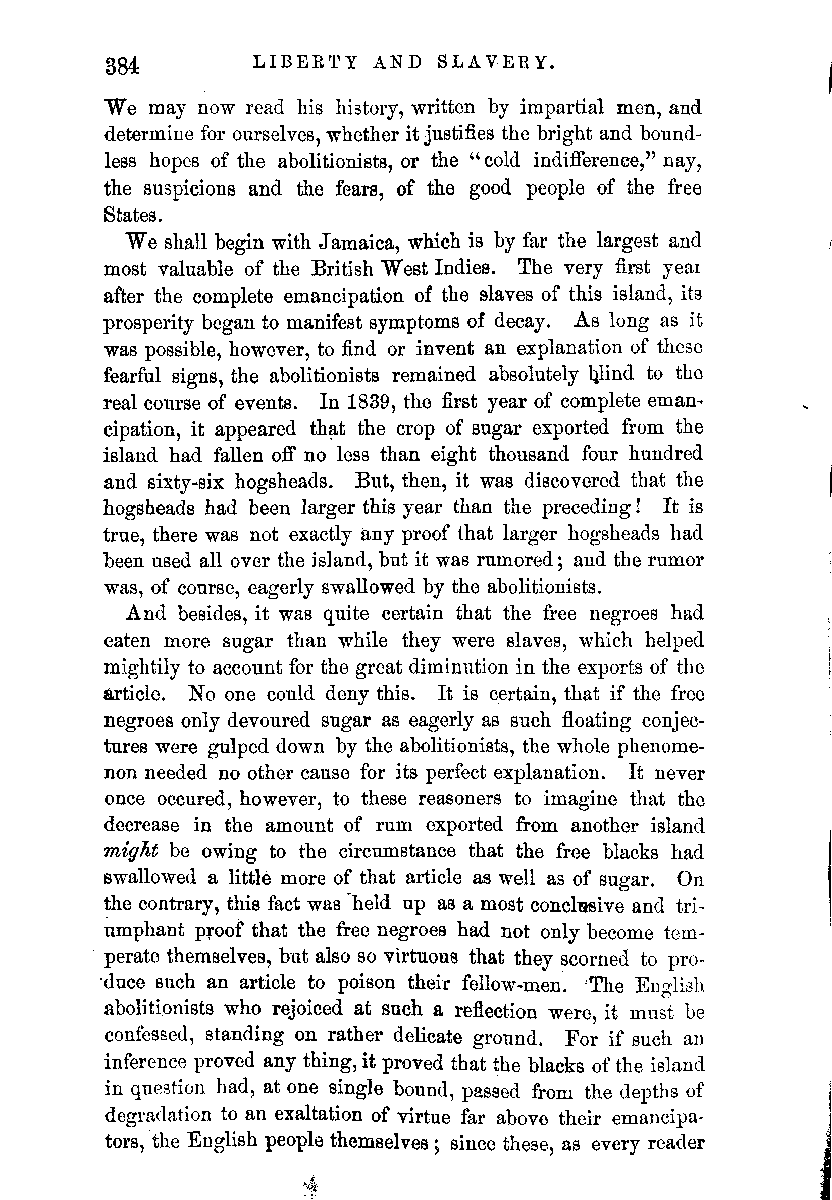 384 LIBERTY AND SLAVERY.
We may now read his history, written by impartial men, and
determine for ourselves, whether it justifies the bright and bound-
less hopes of the abolitionists, or the “cold indifference,” nay,
the suspicions and the fears, of the good people of the free
States.
We shall begin with Jamaica, which is by far the largest and
most valuable of the British West Indies. The very first year
after the complete emancipation of the slaves of this island, its
prosperity began to manifest symptoms of decay. As long as it
was possible, however, to find or invent an explanation of these
fearful signs, the abolitionists remained absolutely blind to the
real course of events. In 1839, the first year of complete eman-
cipation, it appeared that the crop of sugar exported from the
island had fallen off no less than eight thousand four hundred
and sixty-six hogsheads. But, then, it was discovered that the
hogsheads had been larger this year than the preceding! It is
true, there was not exactly any proof that larger hogsheads had
been used all over the island, but it was rumored; and the rumor
was, of course, eagerly swallowed by the abolitionists.
And besides, it was quite certain that the free negroes had
eaten more sugar than while they were slaves, which helped
mightily to account for the great diminution in the exports of the
article. No one could deny this. It is certain, that if the free
negroes only devoured sugar as eagerly as such floating conjec-
tures were gulped down by the abolitionists, the whole phenome-
non needed no other cause for its perfect explanation. It never
once occured, however, to these reasoners to imagine that the
decrease in the amount of rum exported from another island
might be owing to the circumstance that the free blacks had
swallowed a little more of that article as well as of sugar. On
the contrary, this fact was held up as a most conclusive and tri-
umphant proof that the free negroes had not only become tem-
perate themselves, but also so virtuous that they scorned to pro-
duce such an article to poison their fellow-men. The English
abolitionists who rejoiced at such a reflection were, it must be
confessed, standing on rather delicate ground. For if such an
inference proved any thing, it proved that the blacks of the island
in question had, at one single bound, passed from the depths of
degradation to an exaltation of virtue far above their emancipa-
tors, the English people themselves; since these, as every reader